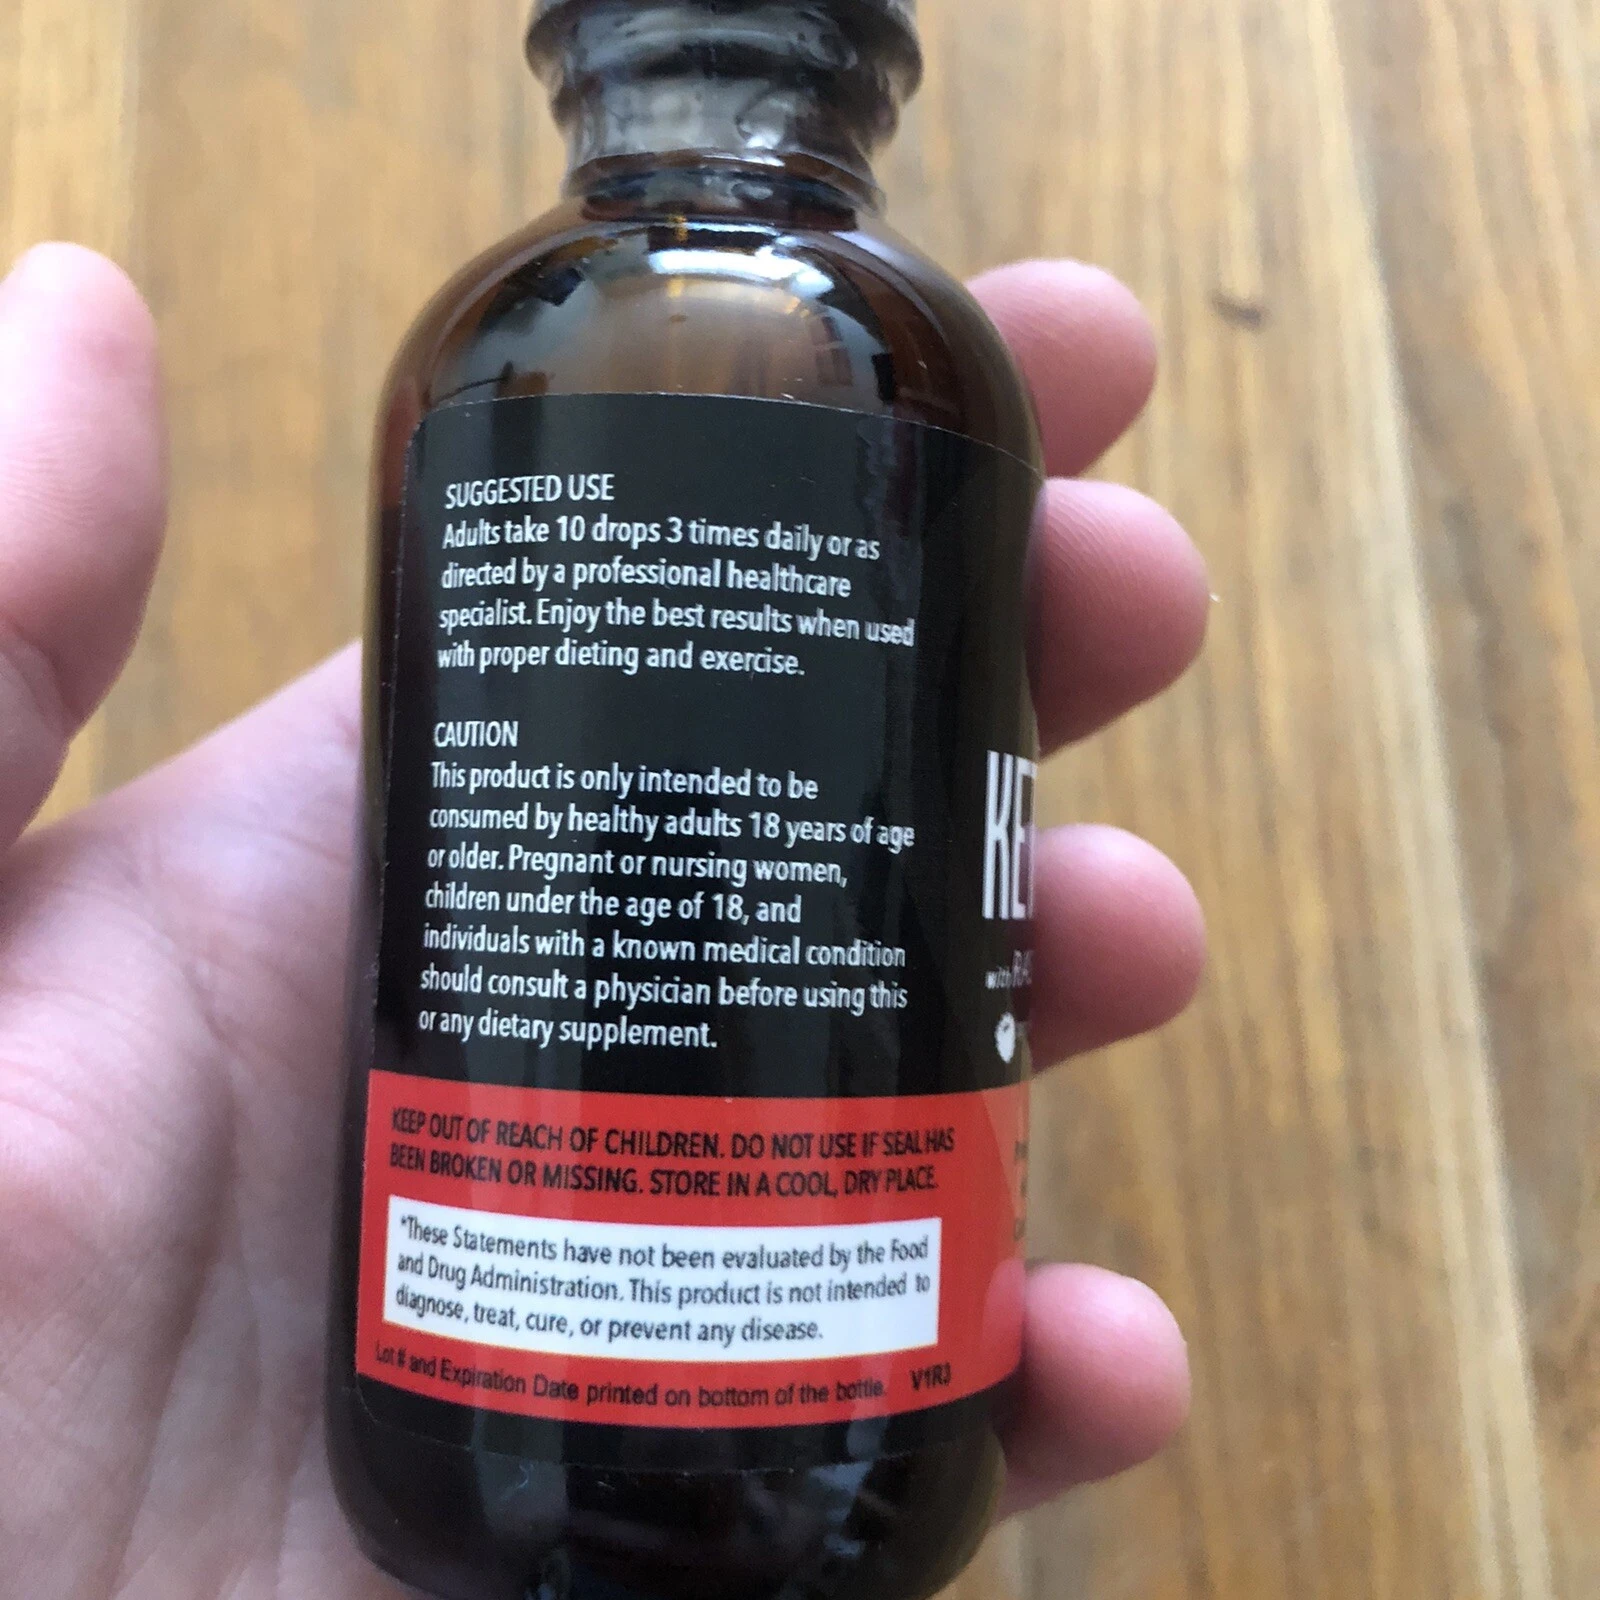 SUGGESTED USE
Adults take 10 drops 3 times daily or as
directed by a professional healthcare
specialist. Enjoy the best results when used
with proper dieting and exercise.
CAUTION
This product is only intended to be
consumed by healthy adults 18 years of age
or older. Pregnant or nursing women,
children under the age of 18, and
individuals with a known medical condition
should consult a physician before using this
or any dietary supplement.
KEEP OUT OF REACH OF CHILDREN. DO NOT USE IF SEAL HAS
BEEN BROKEN OR MISSING. STORE IN A COOL, DRY PLACE.
*These Statements have not been evaluated by the Food
and Drug Administration. This product is not intended to
diagnose, treat, cure, or prevent any disease.
Lot # and Expiration Date printed on bottom of the bottle. V1R3
with